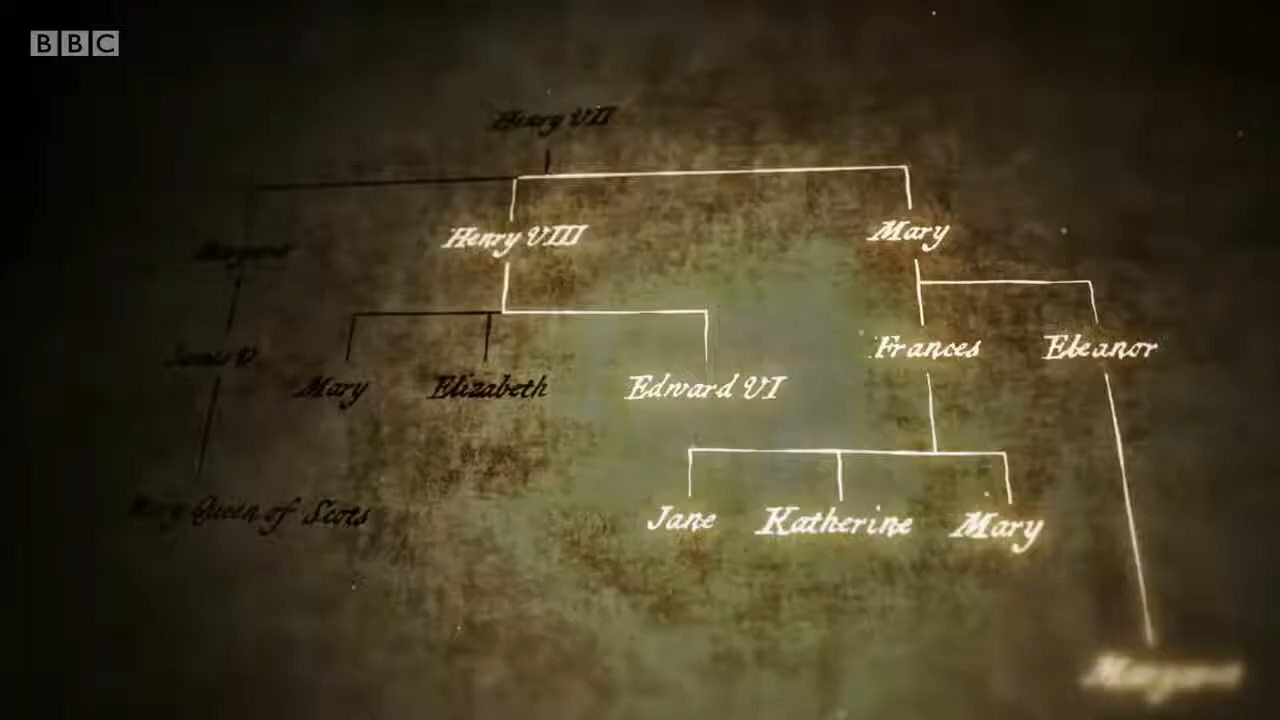 BBC
Henry VII
Henry VIII
Mary
Margaret
Frances
Eleanor
James V
Mary
Elizabeth
Edward VI
Mary Queen of Scots
Jane
Katherine
Mary
Margaret